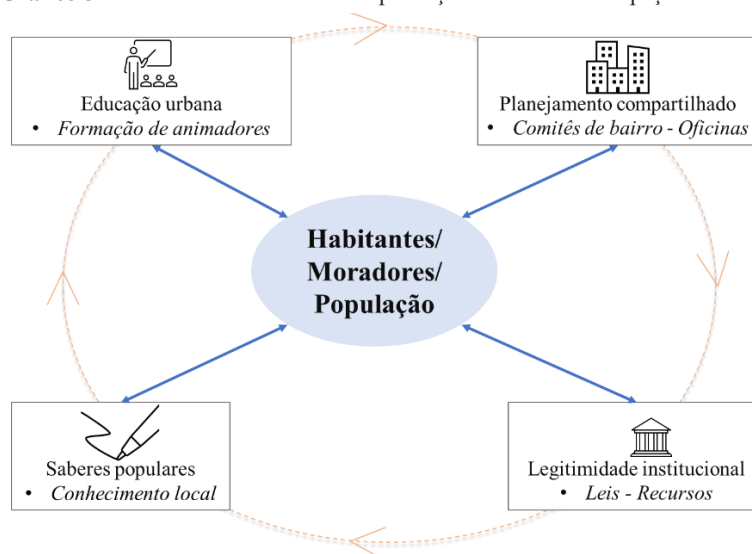 Educação urbana
• Formação de animadores
Planejamento compartilhado
• Comitês de bairro - Oficinas
Habitantes/
Moradores/
População
Saberes populares
• Conhecimento local
Legitimidade institucional
• Leis - Recursos